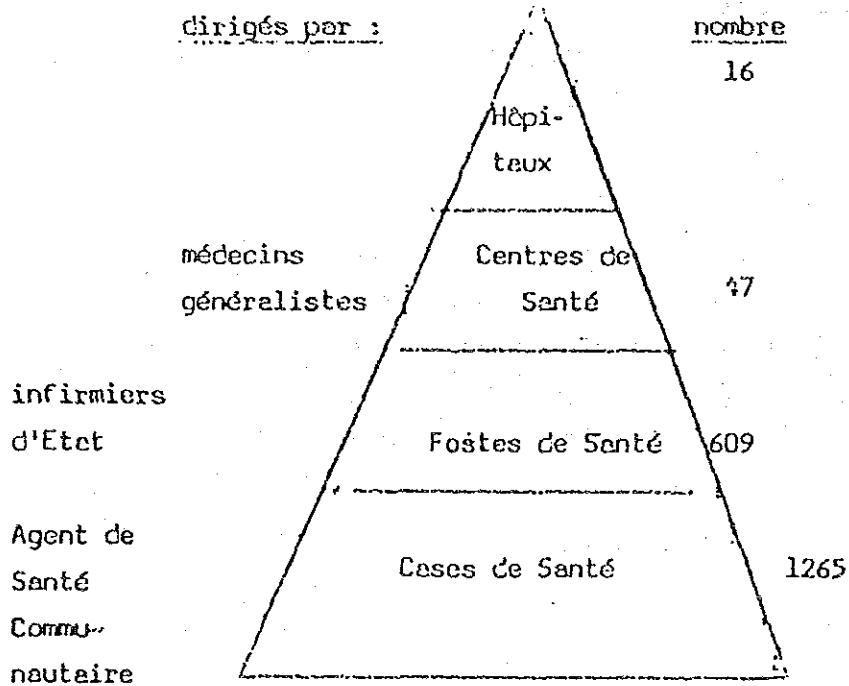 dirigés par :
nombre
16
Hôpi-
taux
médecins
généralistes
Centres de
Santé
47
infirmiers
d'Etat
Postes de Santé
609
Agent de
Santé
Commu-
nautaire
Cases de Santé
1265